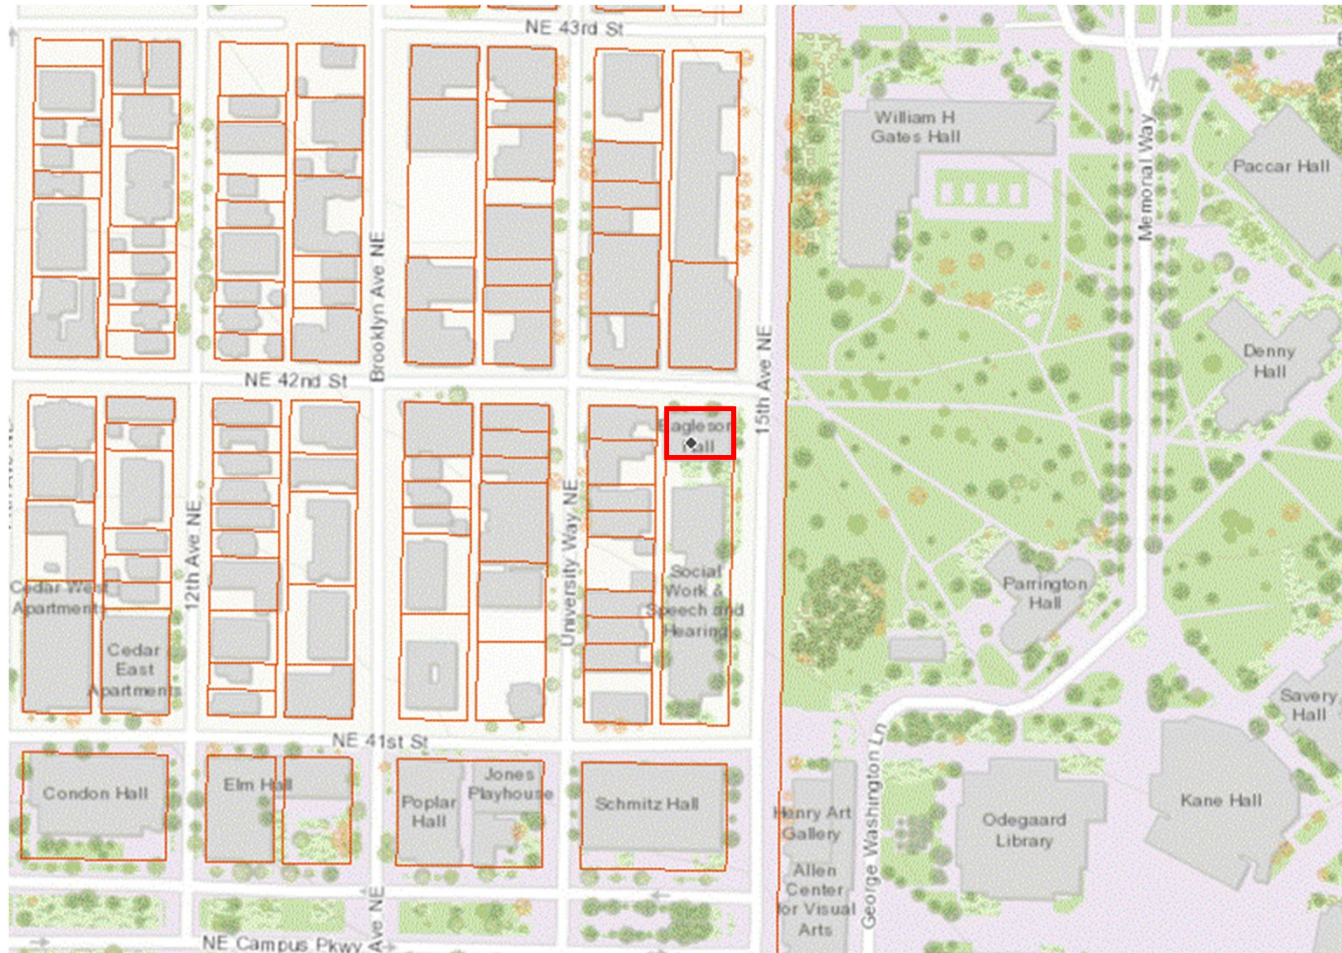 NE 43rd St
William H
Gates Hall
Memorial Way
Paccar Hall
Brooklyn Ave NE
15th Ave NE
Denny
Hall
NE 42nd St
Eagleson
Hall
12th Ave NE
University Way NE
Cedar West
Apartments
Social
Work &
Speech and
Hearing
Parrington
Hall
Cedar
East
Apartments
Savery
Hall
NE 41st St
George Washington Ln
Condon Hall
Elm Hall
Poplar
Hall
Jones
Playhouse
Schmitz Hall
Henry Art
Gallery
Allen
Center
for Visual
Arts
Odegaard
Library
Kane Hall
NE Campus Pkwy
Ave NE